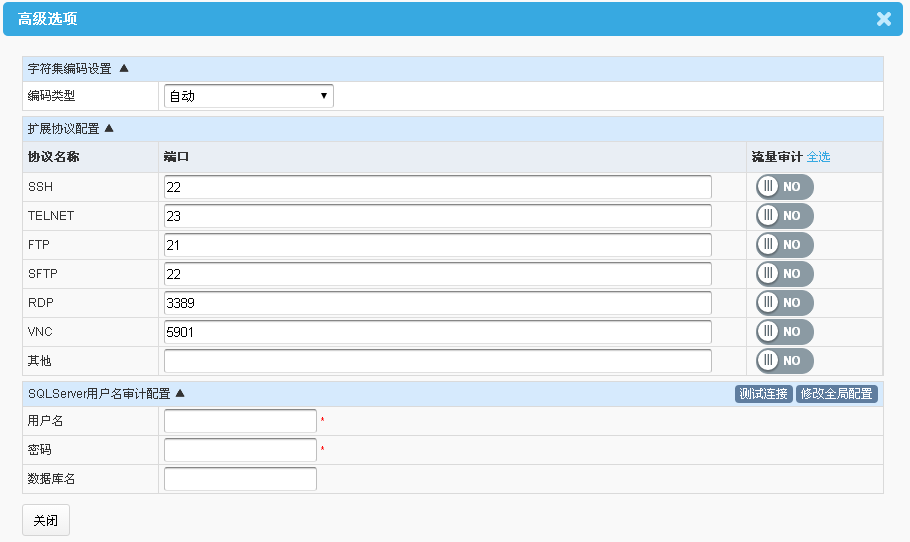 高级选项
字符集编码设置 ▲
编码类型 自动
扩展协议配置 ▲
协议名称 端口 流量审计 全选
SSH 22 NO
TELNET 23 NO
FTP 21 NO
SFTP 22 NO
RDP 3389 NO
VNC 5901 NO
其他 NO
SQLServer用户名审计配置 ▲ 测试连接 修改全局配置
用户名 *
密码 *
数据库名
关闭